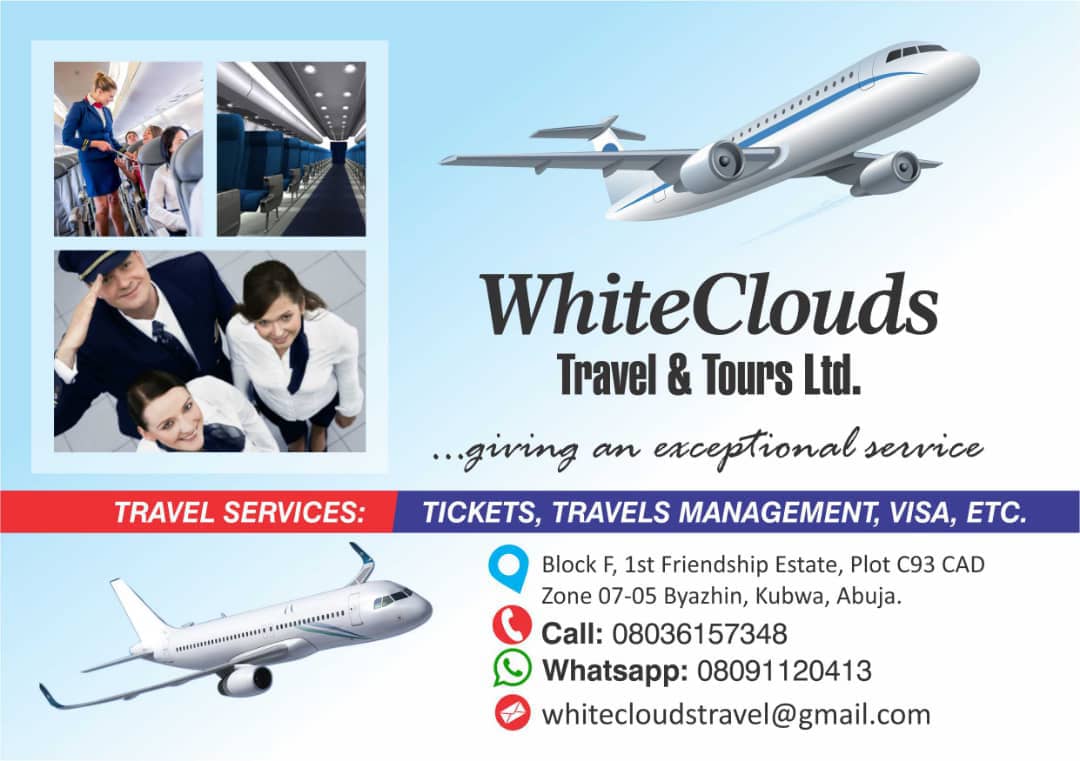 WhiteClouds
Travel & Tours Ltd.
...giving an exceptional service
TRAVEL SERVICES: TICKETS, TRAVELS MANAGEMENT, VISA, ETC.
Block F, 1st Friendship Estate, Plot C93 CAD
Zone 07-05 Byazhin, Kubwa, Abuja.
Call: 08036157348
Whatsapp: 08091120413
whitecloudstravel@gmail.com